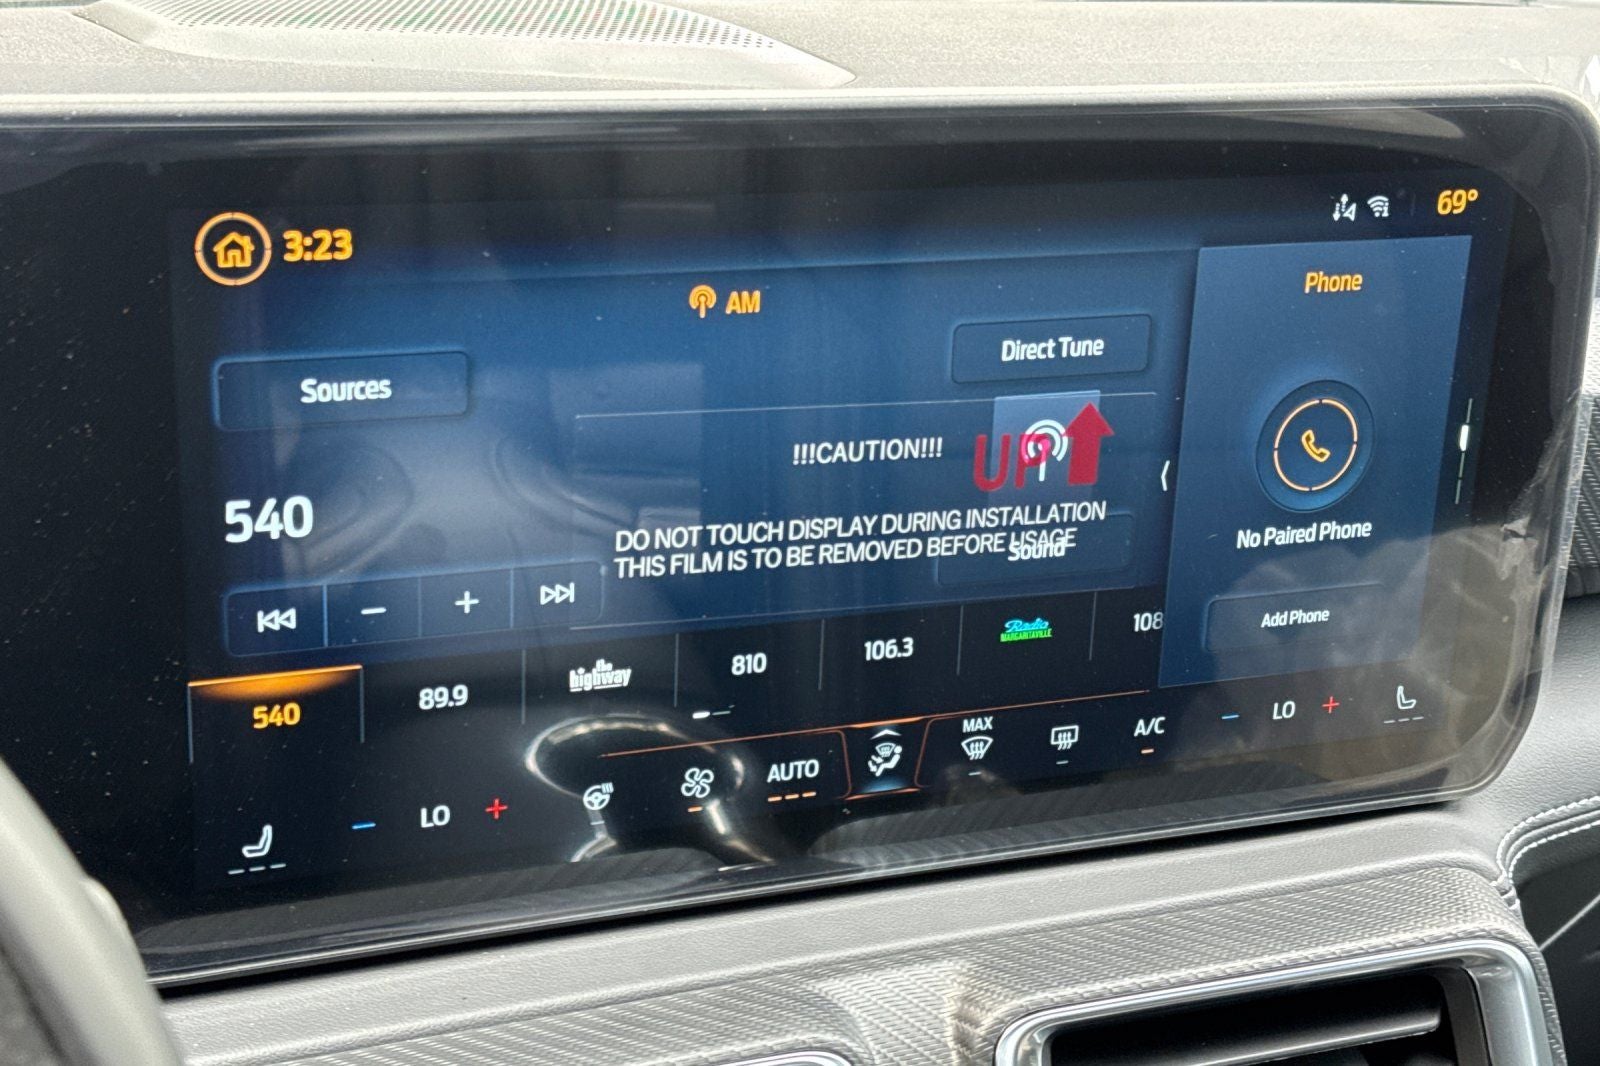 3:23
69°
AM
Phone
Sources
Direct Tune
UP
!!!CAUTION!!!
540
DO NOT TOUCH DISPLAY DURING INSTALLATION
THIS FILM IS TO BE REMOVED BEFORE USAGE
Sound
No Paired Phone
Add Phone
540
89.9
the highway
810
106.3
Radio
MARGARITAVILLE
108
LO
AUTO
MAX
A/C
LO